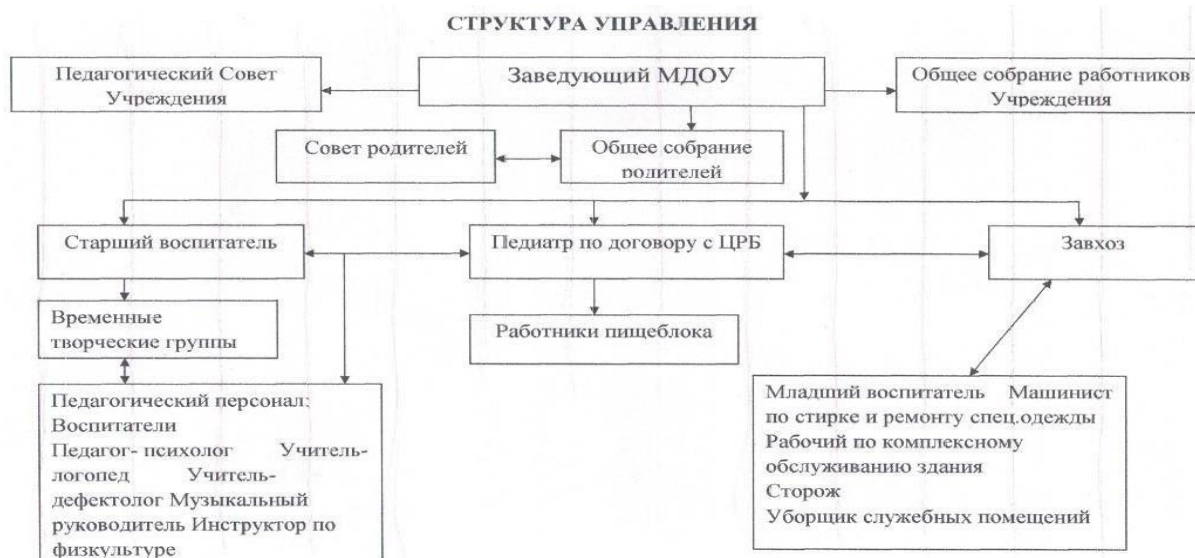 СТРУКТУРА УПРАВЛЕНИЯ
Педагогический Совет
Учреждения
Заведующий МДОУ
Общее собрание работников
Учреждения
Совет родителей
Общее собрание
родителей
Старший воспитатель
Педиатр по договору с ЦРБ
Завхоз
Временные
творческие группы
Работники пищеблока
Педагогический персонал:
Воспитатели
Педагог- психолог Учитель-
логопед Учитель-
дефектолог Музыкальный
руководитель Инструктор по
физкультуре
Младший воспитатель Машинист
по стирке и ремонту спец.одежды
Рабочий по комплексному
обслуживанию здания
Сторож
Уборщик служебных помещений